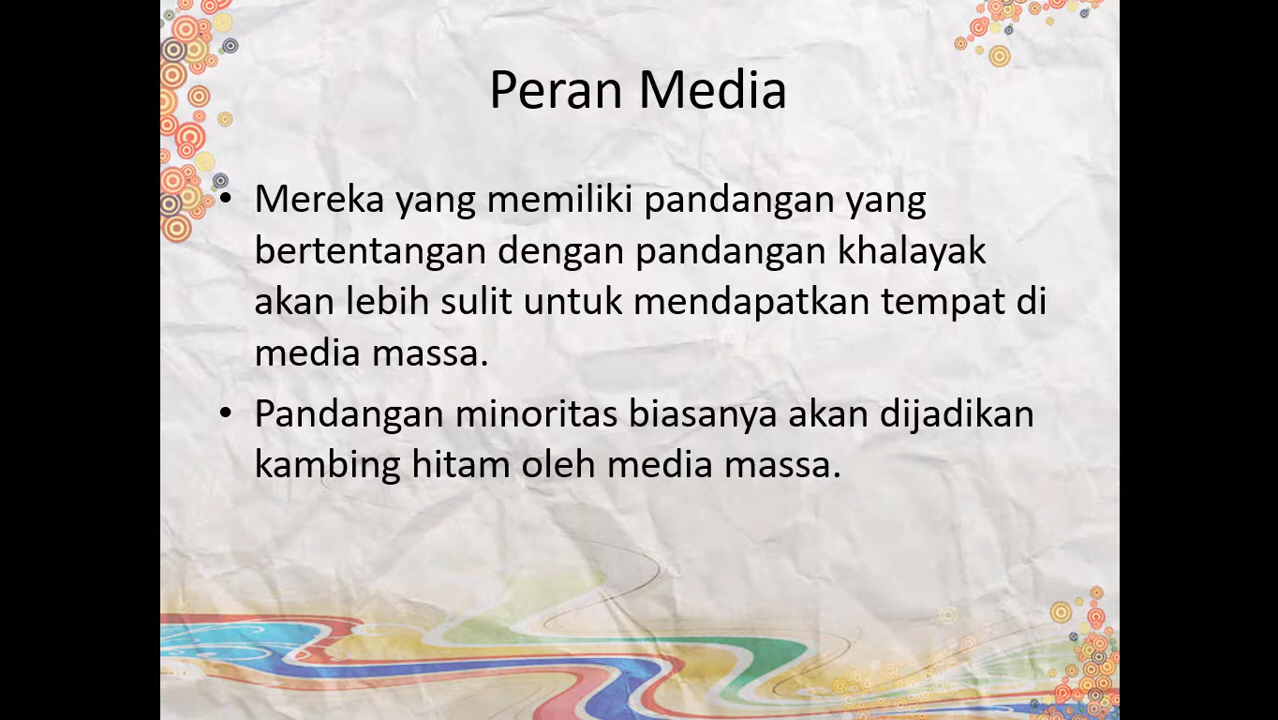 Peran Media
• Mereka yang memiliki pandangan yang
bertentangan dengan pandangan khalayak
akan lebih sulit untuk mendapatkan tempat di
media massa.
• Pandangan minoritas biasanya akan dijadikan
kambing hitam oleh media massa.